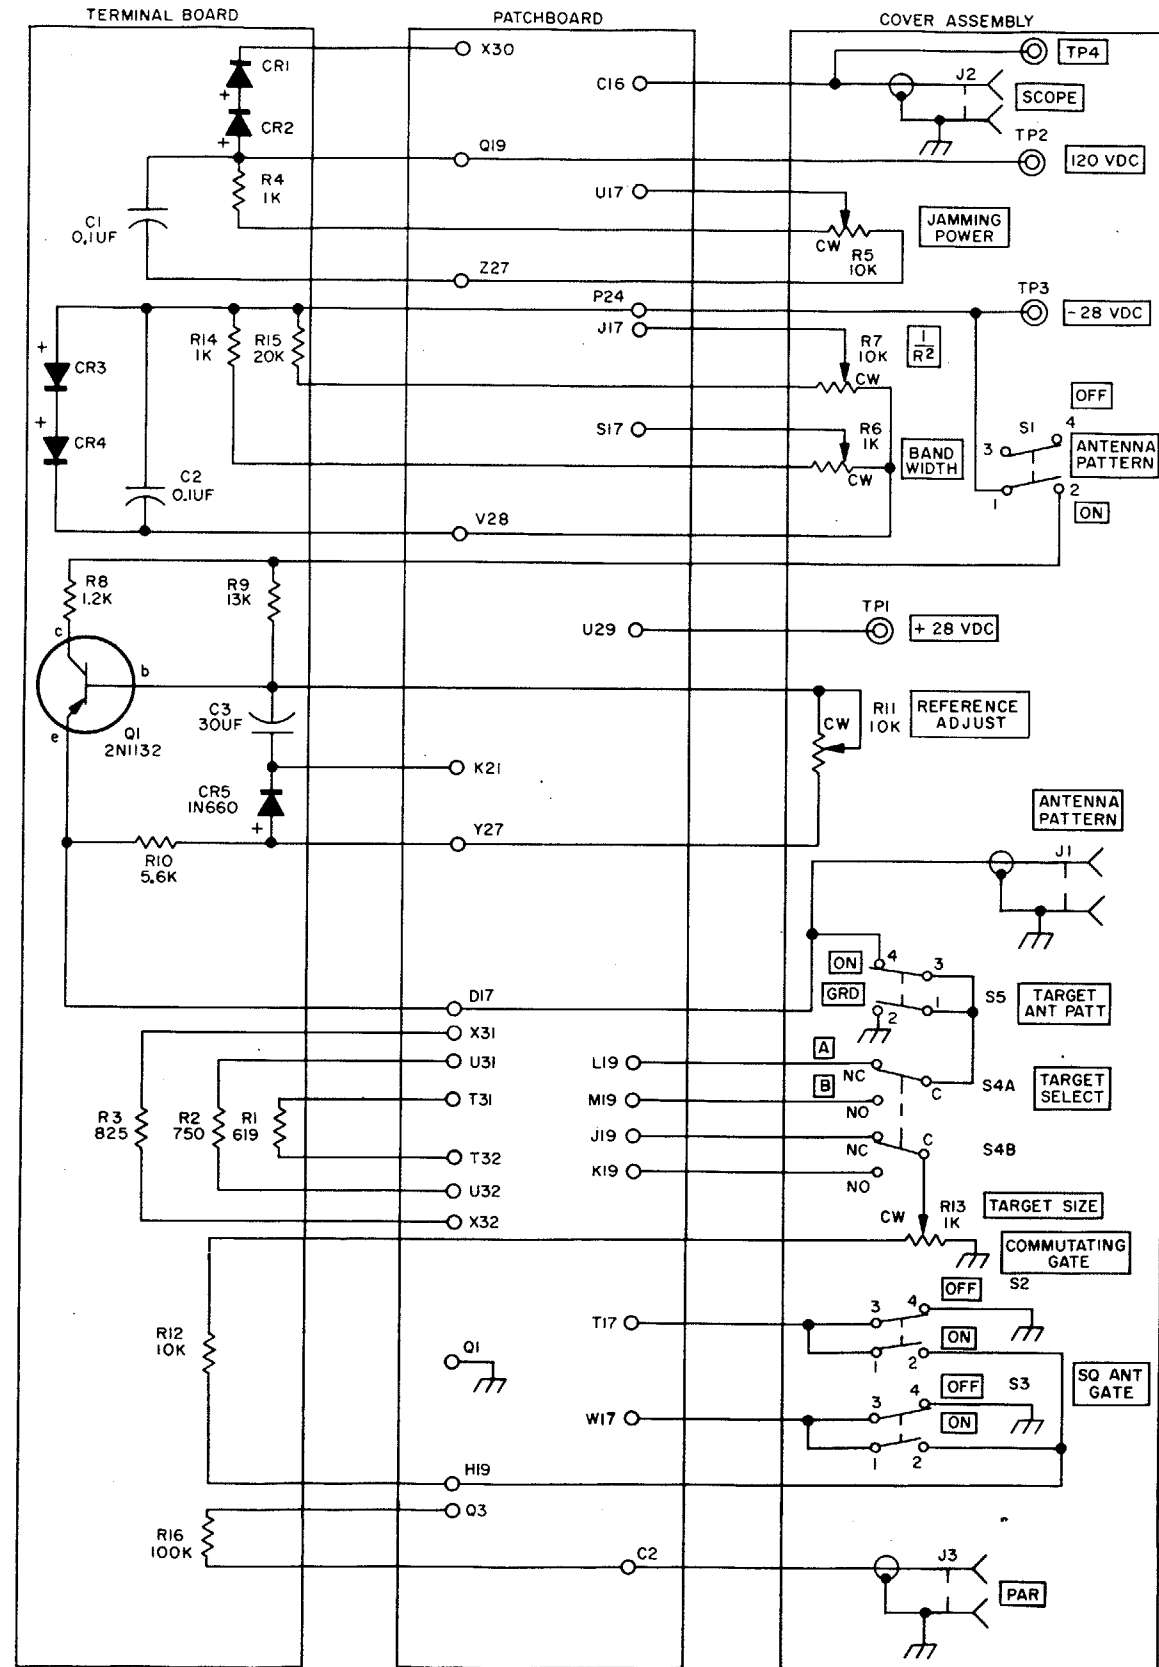 TERMINAL BOARD
PATCHBOARD
COVER ASSEMBLY
X30
TP4
CR1
+
C16
J2
SCOPE
CR2
+
TP2
Q19
120 VDC
R4
1K
U17
C1
0.1UF
JAMMING
POWER
CW
R5
10K
Z27
P24
TP3
-28 VDC
+
R14
1K
R15
20K
J17
R7
10K
1
R2
CR3
CW
OFF
+
CR4
S17
R6
1K
S1
4
3
BAND
WIDTH
ANTENNA
PATTERN
C2
0.1UF
CW
1
2
ON
V28
R8
1.2K
R9
13K
TP1
U29
+ 28 VDC
c
b
C3
30UF
R11
10K
REFERENCE
ADJUST
CW
e
Q1
2N1132
K21
CR5
1N660
+
Y27
ANTENNA
PATTERN
R10
5.6K
J1
ON
4
3
D17
GRD
2
1
S5
TARGET
ANT PATT
X31
U31
L19
A
NC
C
S4A
TARGET
SELECT
T31
M19
B
NO
R3
825
R2
750
R1
619
J19
NC
C
S4B
T32
K19
NO
U32
X32
CW
R13
1K
TARGET SIZE
COMMUTATING
GATE
OFF
S2
3
4
T17
R12
10K
ON
1
2
Q1
SQ ANT
GATE
OFF
S3
3
4
W17
ON
1
2
H19
Q3
R16
100K
C2
J3
PAR